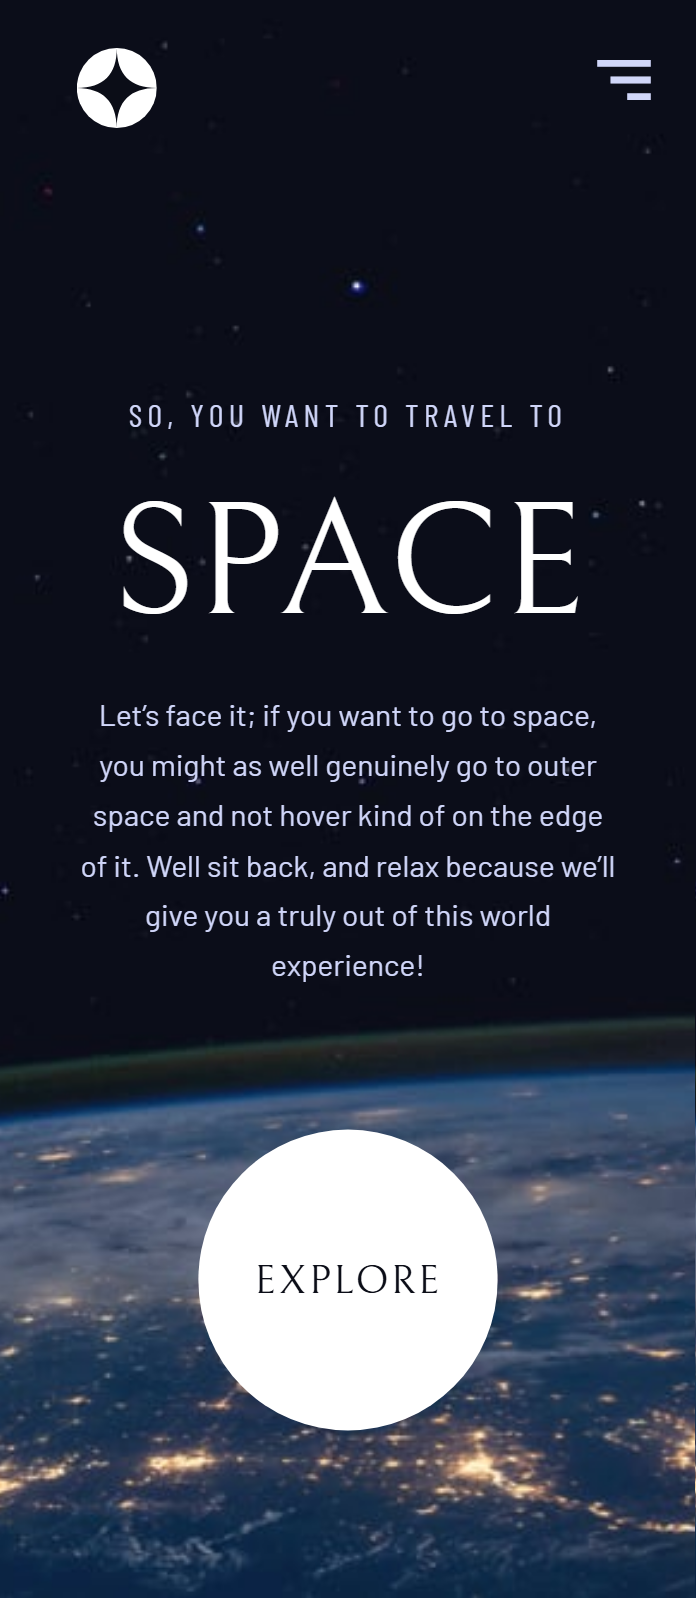 SO, YOU WANT TO TRAVEL TO
SPACE
Let’s face it; if you want to go to space,
you might as well genuinely go to outer
space and not hover kind of on the edge
of it. Well sit back, and relax because we’ll
give you a truly out of this world
experience!
EXPLORE